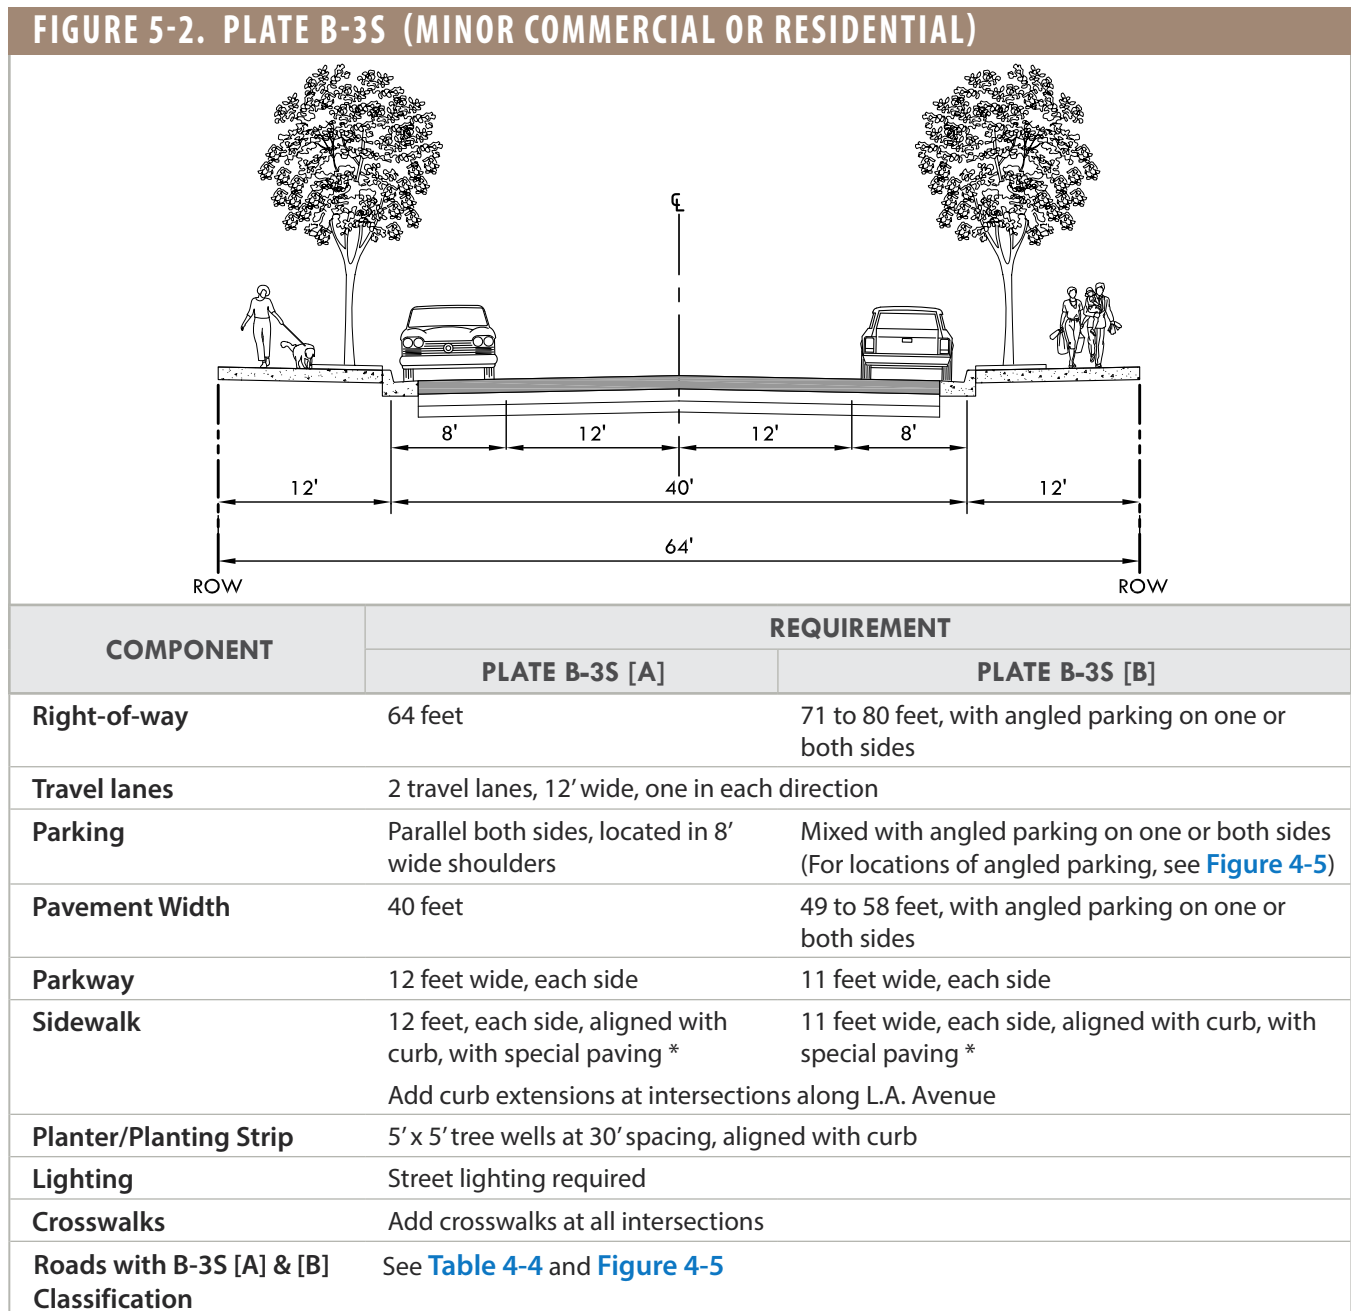 FIGURE 5-2. PLATE B-3S (MINOR COMMERCIAL OR RESIDENTIAL)
℄
8' 12' 12' 8'
12' 40' 12'
64'
ROW ROW
COMPONENT
REQUIREMENT
PLATE B-3S [A] PLATE B-3S [B]
Right-of-way
64 feet
71 to 80 feet, with angled parking on one or
both sides
Travel lanes
2 travel lanes, 12’ wide, one in each direction
Parking
Parallel both sides, located in 8’
wide shoulders
Mixed with angled parking on one or both sides
(For locations of angled parking, see Figure 4-5)
Pavement Width
40 feet
49 to 58 feet, with angled parking on one or
both sides
Parkway
12 feet wide, each side
11 feet wide, each side
Sidewalk
12 feet, each side, aligned with
curb, with special paving *
11 feet wide, each side, aligned with curb, with
special paving *
Add curb extensions at intersections along L.A. Avenue
Planter/Planting Strip
5’ x 5’ tree wells at 30’ spacing, aligned with curb
Lighting
Street lighting required
Crosswalks
Add crosswalks at all intersections
Roads with B-3S [A] & [B]
Classification
See Table 4-4 and Figure 4-5